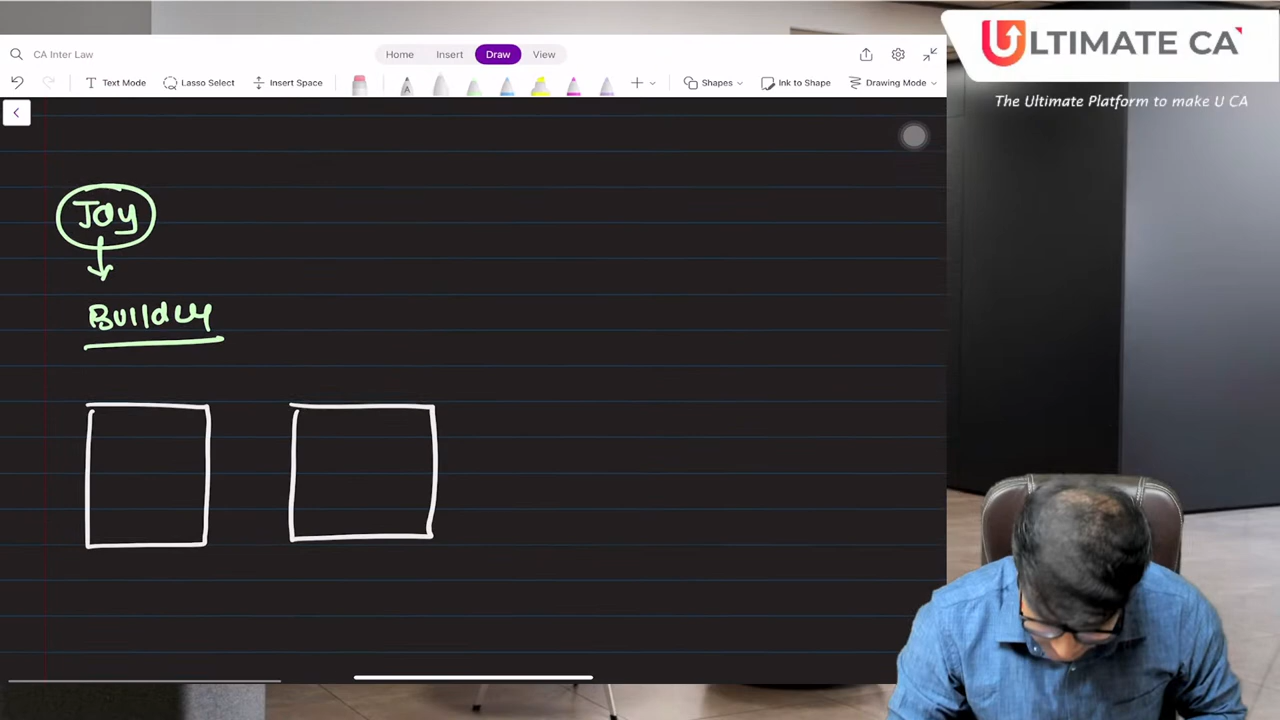 ULTIMATE CA
The Ultimate Platform to make U CA
CA Inter Law
Home Insert Draw View
Text Mode Lasso Select Insert Space Shapes Ink to Shape Drawing Mode
Jay
Builder